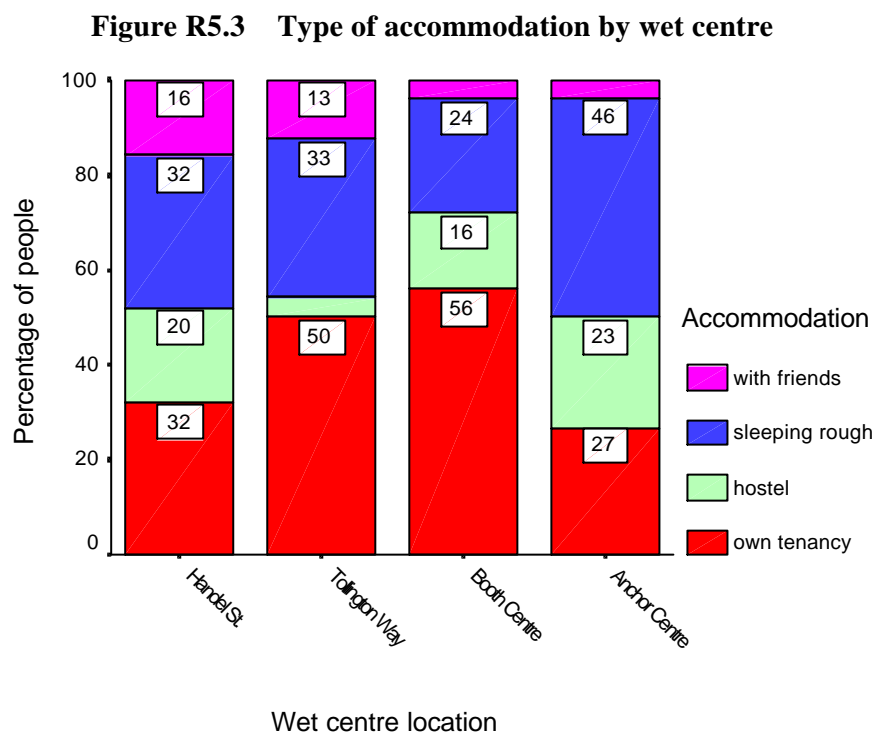 Figure R5.3 Type of accommodation by wet centre
100
80
60
40
20
0
Percentage of people
16
32
20
32
13
33
50
24
16
56
46
23
27
Accommodation
with friends
sleeping rough
hostel
own tenancy
Handel St.
Tollington Way
Booth Centre
Anchor Centre
Wet centre location